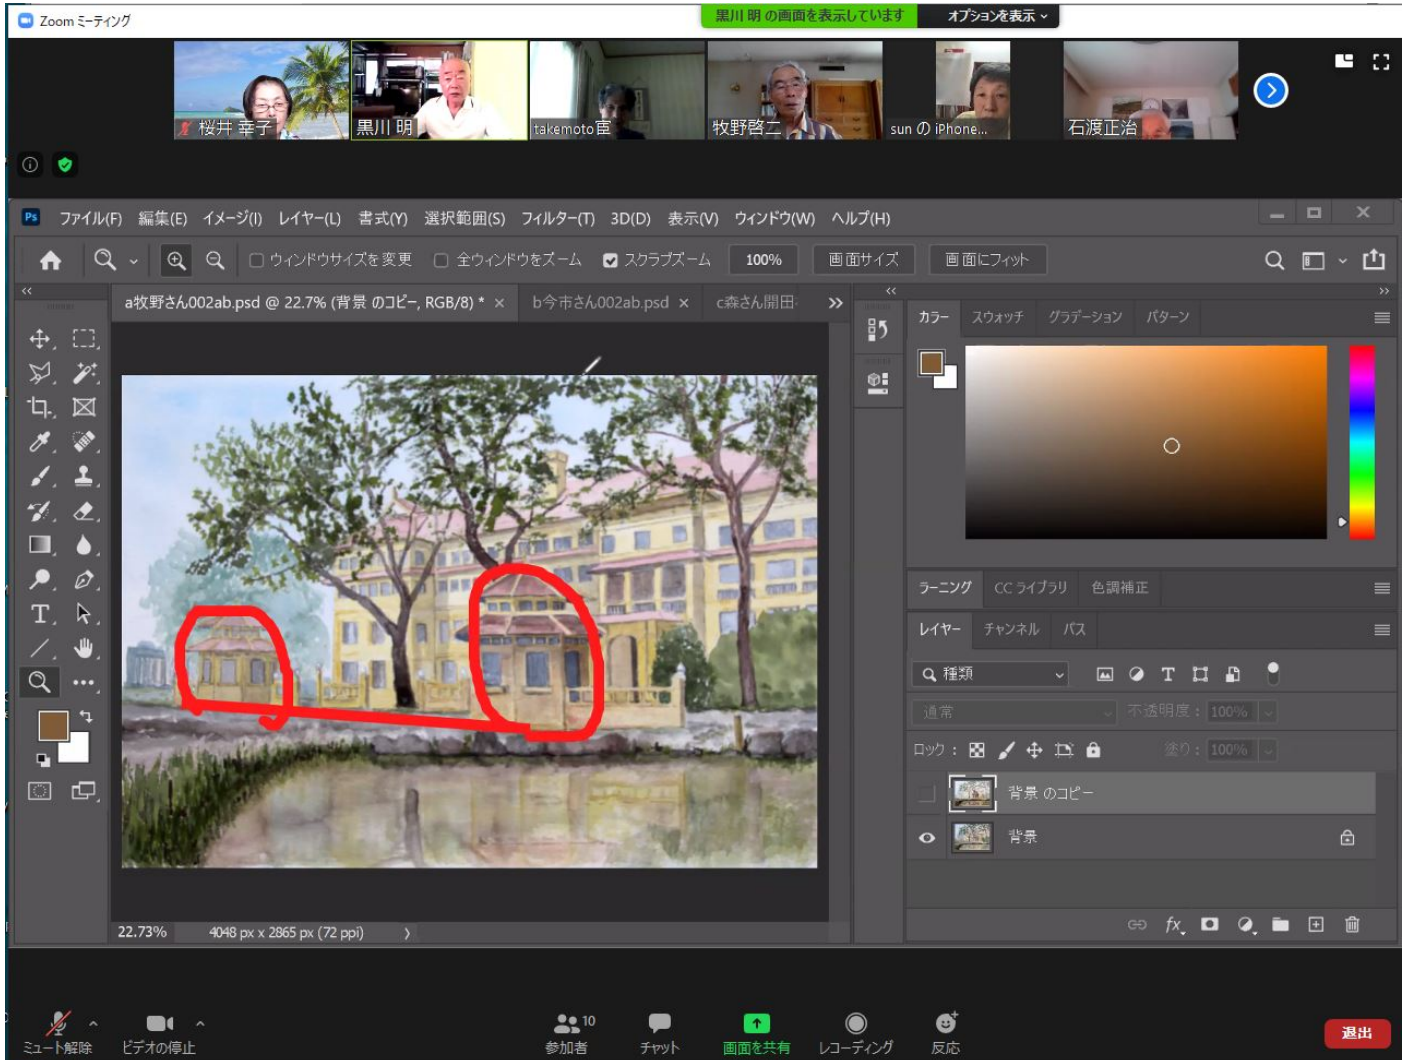 Zoom ミーティング
黒川 明 の画面を表示しています
オプションを表示
桜井 幸子
黒川 明
takemoto宦
牧野啓二
sun の iPhone...
石渡正治
Ps ファイル(F) 編集(E) イメージ(I) レイヤー(L) 書式(Y) 選択範囲(S) フィルター(T) 3D(D) 表示(V) ウィンドウ(W) ヘルプ(H)
ウィンドウサイズを変更 全ウィンドウをズーム スクラブズーム 100% 画面サイズ 画面にフィット
a牧野さん002ab.psd @ 22.7% (背景 のコピー, RGB/8) * × b今市さん002ab.psd × c森さん開田
カラー スウォッチ グラデーション パターン
ラーニング CC ライブラリ 色調補正
レイヤー チャンネル パス
種類
通常 不透明度 : 100%
ロック : 塗り : 100%
背景 のコピー
背景
fx
22.73% 4048 px x 2865 px (72 ppi)
ミュート解除
ビデオの停止
10
参加者
チャット
画面を共有
レコーディング
反応
退出